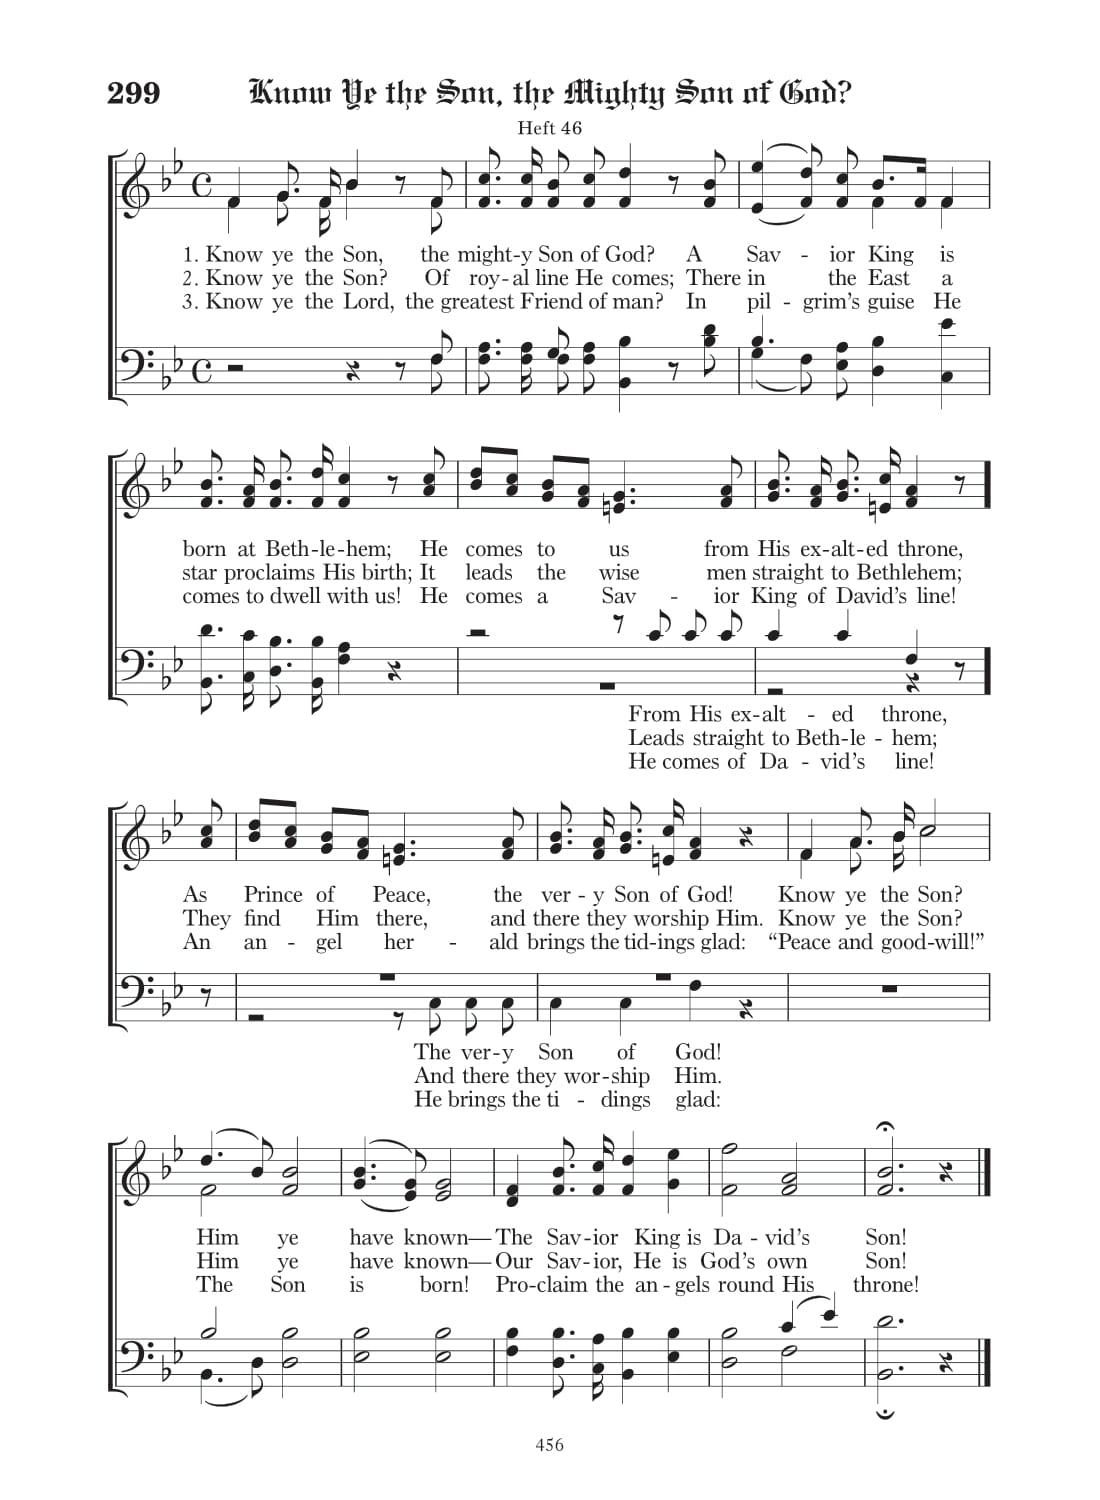 299 Know Ye the Son, the Mighty Son of God?
Heft 46
1. Know ye the Son, the might-y Son of God? A Sav - ior King is
2. Know ye the Son? Of roy-al line He comes; There in the East a
3. Know ye the Lord, the greatest Friend of man? In pil - grim's guise He
born at Beth-le-hem; He comes to us from His ex-alt-ed throne,
star proclaims His birth; It leads the wise men straight to Bethlehem;
comes to dwell with us! He comes a Sav - ior King of David's line!
From His ex-alt - ed throne,
Leads straight to Beth-le - hem;
He comes of Da - vid's line!
As Prince of Peace, the ver - y Son of God! Know ye the Son?
They find Him there, and there they worship Him. Know ye the Son?
An an - gel her - ald brings the tid-ings glad: “Peace and good-will!”
The ver-y Son of God!
And there they wor-ship Him.
He brings the ti - dings glad:
Him ye have known— The Sav-ior King is Da - vid's Son!
Him ye have known— Our Sav-ior, He is God's own Son!
The Son is born! Pro-claim the an-gels round His throne!
456